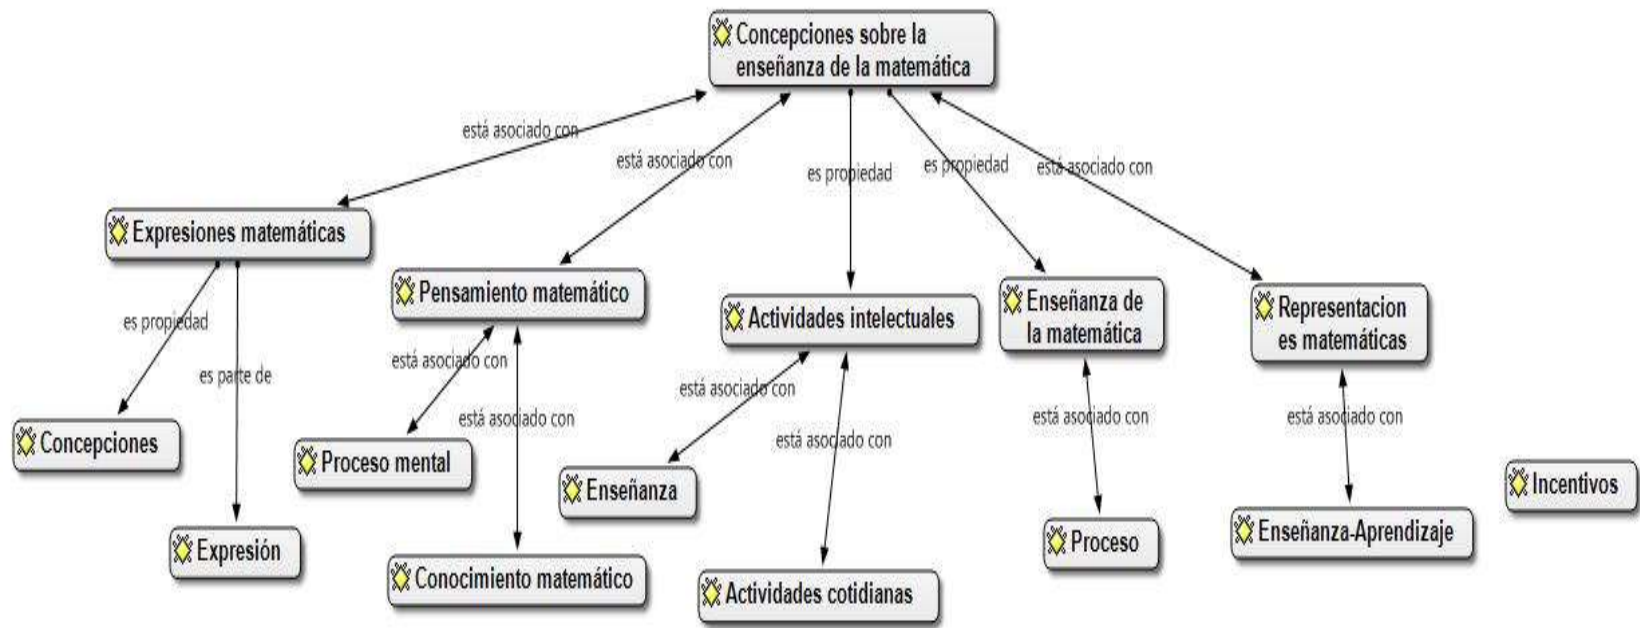 Concepciones sobre la
enseñanza de la matemática
está asociado con
está asociado con
es propiedad
es propiedad
está asociado con
Expresiones matemáticas
Pensamiento matemático
Actividades intelectuales
Enseñanza de
la matemática
Representacion
es matemáticas
es propiedad
es parte de
está asociado con
está asociado con
está asociado con
está asociado con
está asociado con
está asociado con
Concepciones
Proceso mental
Enseñanza
Incentivos
Expresión
Conocimiento matemático
Actividades cotidianas
Proceso
Enseñanza-Aprendizaje